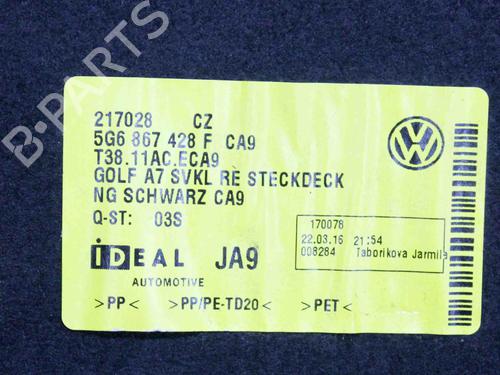 B-PARTS
217028 CZ
5G6 867 428 F CA9
T38.11AC.ECA9
GOLF A7 SVKL RE STECKDECK
NG SCHWARZ CA9
Q-ST: 03S
170078
22.03.16 21:54
008284 Taborikova Jarmila
iDEAL JA9
AUTOMOTIVE
>PP< >PP/PE-TD20< >PET<